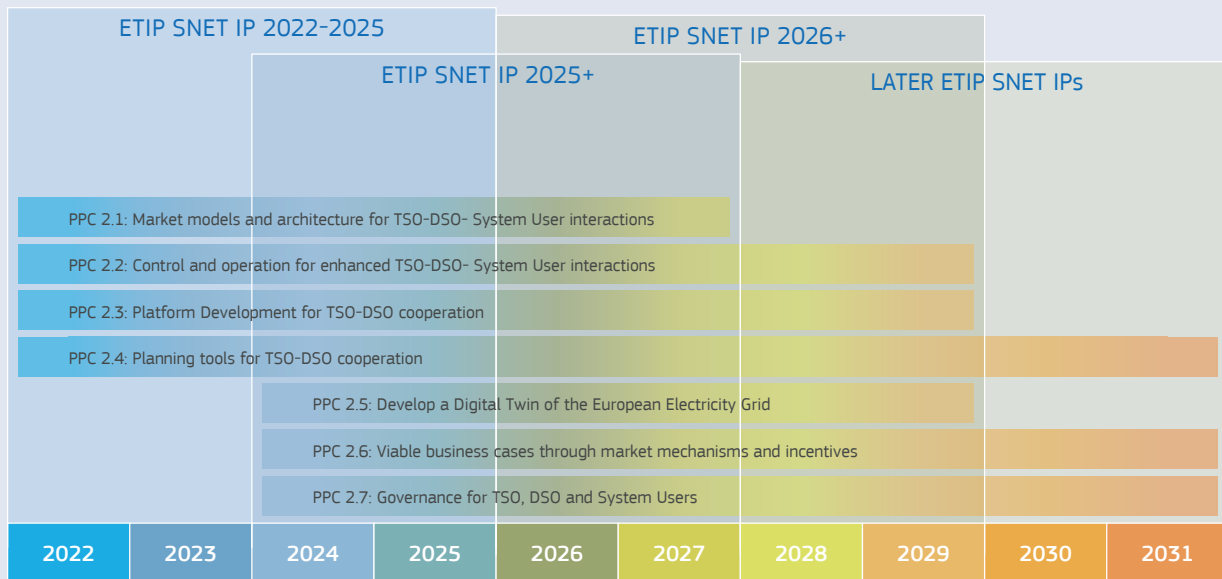 ETIP SNET IP 2022-2025
ETIP SNET IP 2026+
ETIP SNET IP 2025+
LATER ETIP SNET IPs
PPC 2.1: Market models and architecture for TSO-DSO- System User interactions
PPC 2.2: Control and operation for enhanced TSO-DSO- System User interactions
PPC 2.3: Platform Development for TSO-DSO cooperation
PPC 2.4: Planning tools for TSO-DSO cooperation
PPC 2.5: Develop a Digital Twin of the European Electricity Grid
PPC 2.6: Viable business cases through market mechanisms and incentives
PPC 2.7: Governance for TSO, DSO and System Users
2022 2023 2024 2025 2026 2027 2028 2029 2030 2031